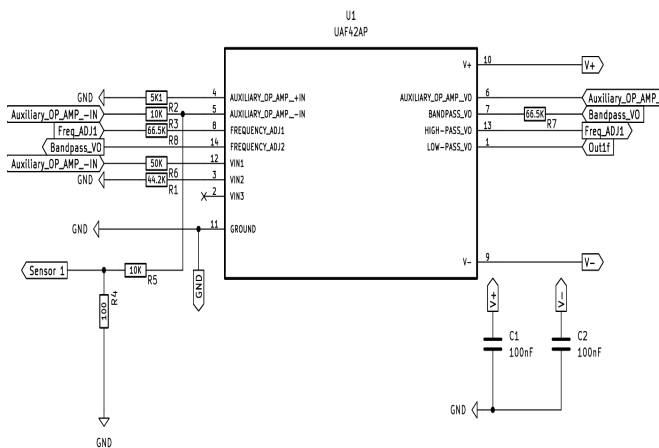 U1
UAF42AP
V+ 10 V+
GND 5K1 4 AUXILIARY_OP_AMP_+IN AUXILIARY_OP_AMP_VO 6 Auxiliary_OP_AMP_
R2
Auxiliary_OP_AMP_-IN 10K 5 AUXILIARY_OP_AMP_-IN BANDPASS_VO 7 66.5K Bandpass_VO
R3 R7
Freq_ADJ1 66.5K 8 FREQUENCY_ADJ1 HIGH-PASS_VO 13 Freq_ADJ1
R8
Bandpass_VO 14 FREQUENCY_ADJ2 LOW-PASS_VO 1 Out1f
Auxiliary_OP_AMP_-IN 50K 12 VIN1
R6
GND 44.2K 3 VIN2
R1
2 VIN3
GND 11 GROUND
GND
V- 9 V-
Sensor 1 10K
R5
100 R4
V+ V-
C1 C2
100nF 100nF
GND
GND